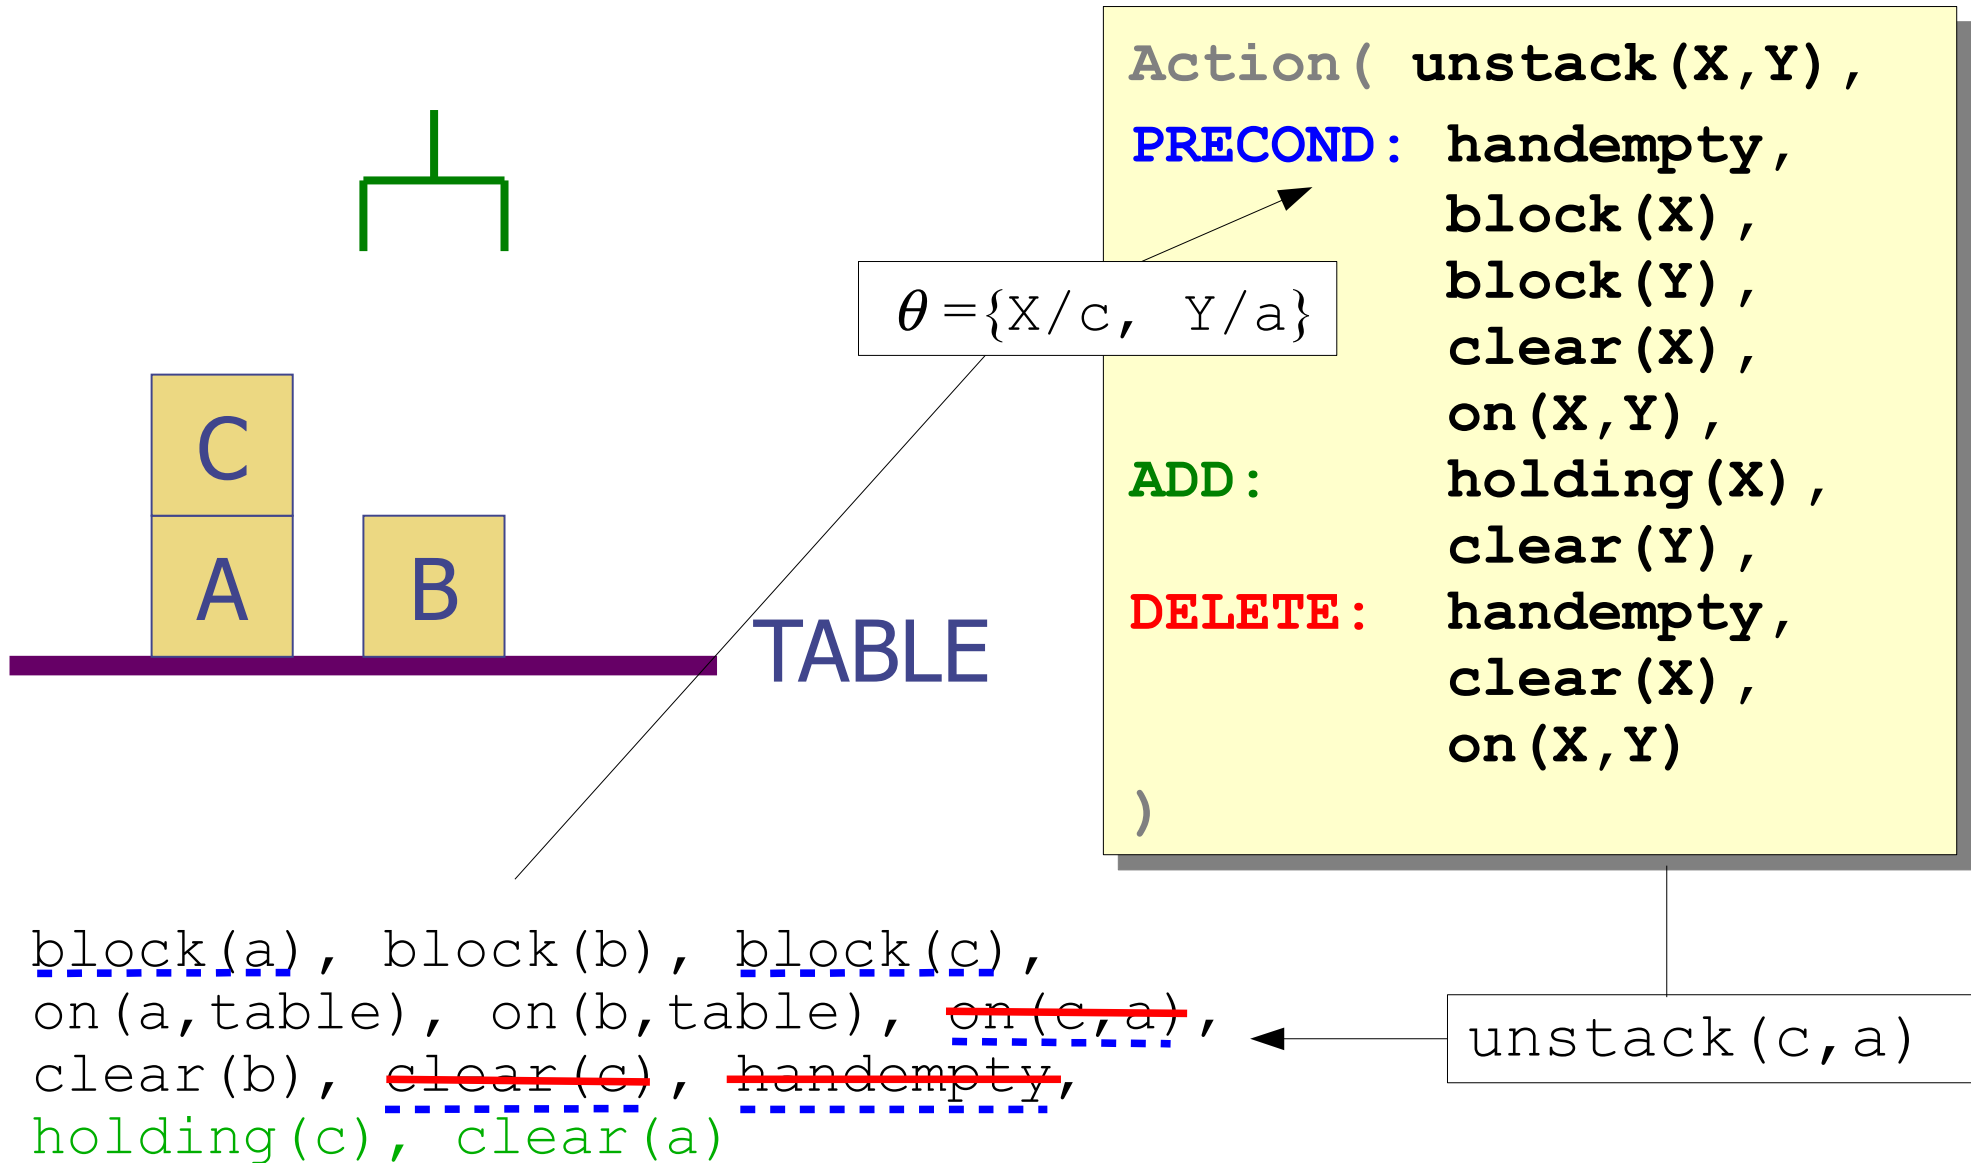 Action( unstack(X,Y),
PRECOND: handempty,
block(X),
block(Y),
clear(X),
on(X,Y),
ADD: holding(X),
clear(Y),
DELETE: handempty,
clear(X),
on(X,Y)
)
θ={X/c, Y/a}
C
A B
TABLE
block(a), block(b), block(c),
on(a,table), on(b,table), on(c,a),
clear(b), clear(c), handempty,
holding(c), clear(a)
unstack(c,a)